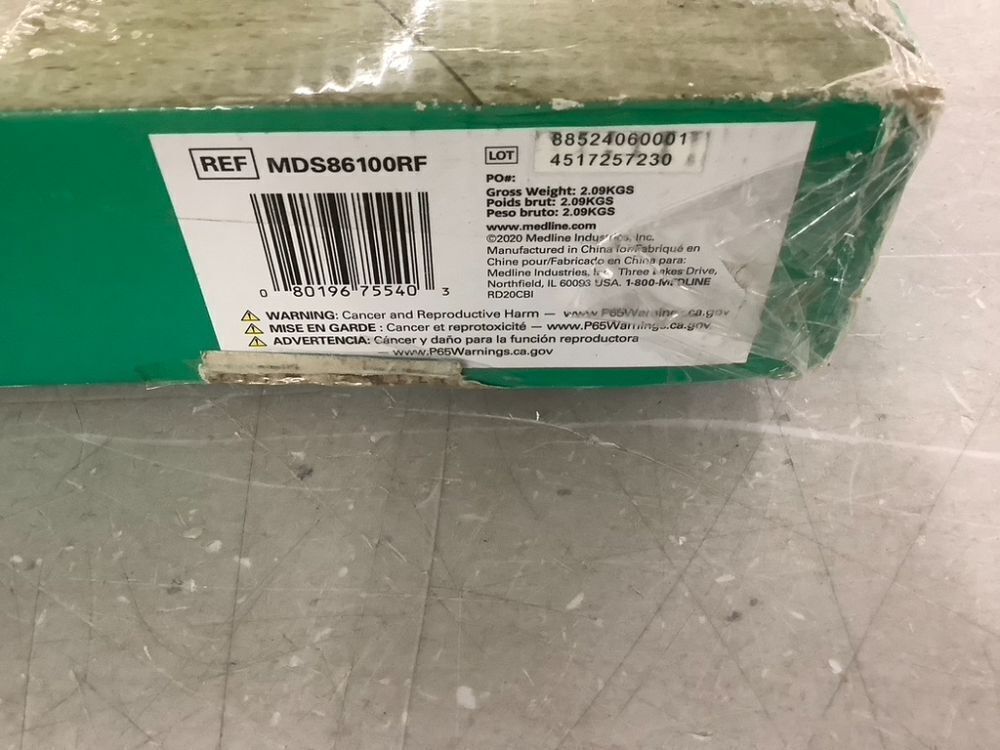 REF MDS86100RF
0 80196 75540 3
LOT 88524060001
4517257230
PO#:
Gross Weight: 2.09KGS
Poids brut: 2.09KGS
Peso bruto: 2.09KGS
www.medline.com
©2020 Medline Industries, Inc.
Manufactured in China for/Fabriqué en
Chine pour/Fabricado en China para:
Medline Industries, Inc. Three Lakes Drive,
Northfield, IL 60093 USA. 1-800-MEDLINE
RD20CBI
WARNING: Cancer and Reproductive Harm — www.P65Warnings.ca.gov
MISE EN GARDE : Cancer et reprotoxicité — www.P65Warnings.ca.gov
ADVERTENCIA: Cáncer y daño para la función reproductora
— www.P65Warnings.ca.gov